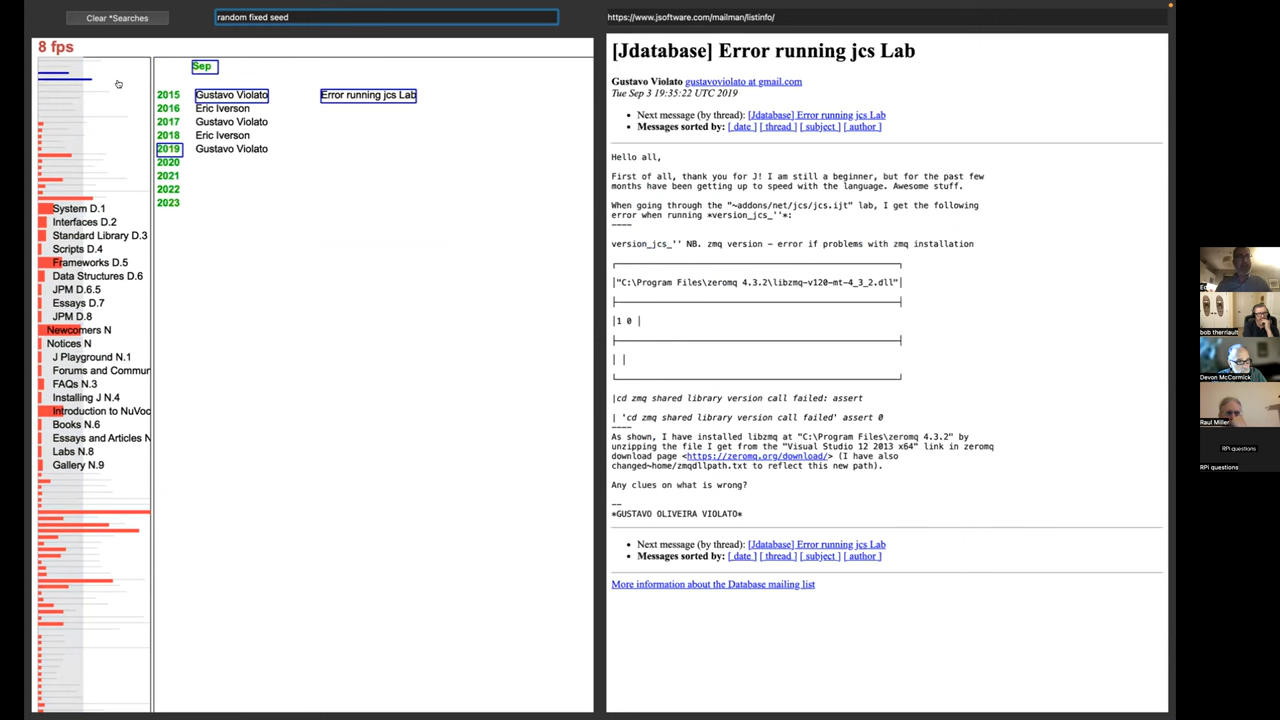 Clear *Searches
random fixed seed
https://www.jsoftware.com/mailman/listinfo/
8 fps
Sep
2015 Gustavo Violato Error running jcs Lab
2016 Eric Iverson
2017 Gustavo Violato
2018 Eric Iverson
2019 Gustavo Violato
2020
2021
2022
2023
System D.1
Interfaces D.2
Standard Library D.3
Scripts D.4
Frameworks D.5
Data Structures D.6
JPM D.6.5
Essays D.7
JPM D.8
Newcomers N
Notices N
J Playground N.1
Forums and Commun
FAQs N.3
Installing J N.4
Introduction to NuVoc
Books N.6
Essays and Articles N
Labs N.8
Gallery N.9
[Jdatabase] Error running jcs Lab
Gustavo Violato gustavoviolato at gmail.com
Tue Sep 3 19:35:22 UTC 2019
• Next message (by thread): [Jdatabase] Error running jcs Lab
• Messages sorted by: [ date ] [ thread ] [ subject ] [ author ]
Hello all,
First of all, thank you for J! I am still a beginner, but for the past few
months have been getting up to speed with the language. Awesome stuff.
When going through the "~addons/net/jcs/jcs.ijt" lab, I get the following
error when running *version_jcs_''*:
----
version_jcs_'' NB. zmq version - error if problems with zmq installation
|"C:\Program Files\zeromq 4.3.2\libzmq-v120-mt-4_3_2.dll"|
|1 0 |
| |
|cd zmq shared library version call failed: assert
| 'cd zmq shared library version call failed' assert 0
----
As shown, I have installed libzmq at "C:\Program Files\zeromq 4.3.2" by
unzipping the file I get from the "Visual Studio 12 2013 x64" link in zeromq
download page <https://zeromq.org/download/> (I have also
changed~home/zmqdllpath.txt to reflect this new path).
Any clues on what is wrong?
--
*GUSTAVO OLIVEIRA VIOLATO*
• Next message (by thread): [Jdatabase] Error running jcs Lab
• Messages sorted by: [ date ] [ thread ] [ subject ] [ author ]
More information about the Database mailing list
bob therriault
Devon McCormick
Raul Miller
RPi questions
RPi questions